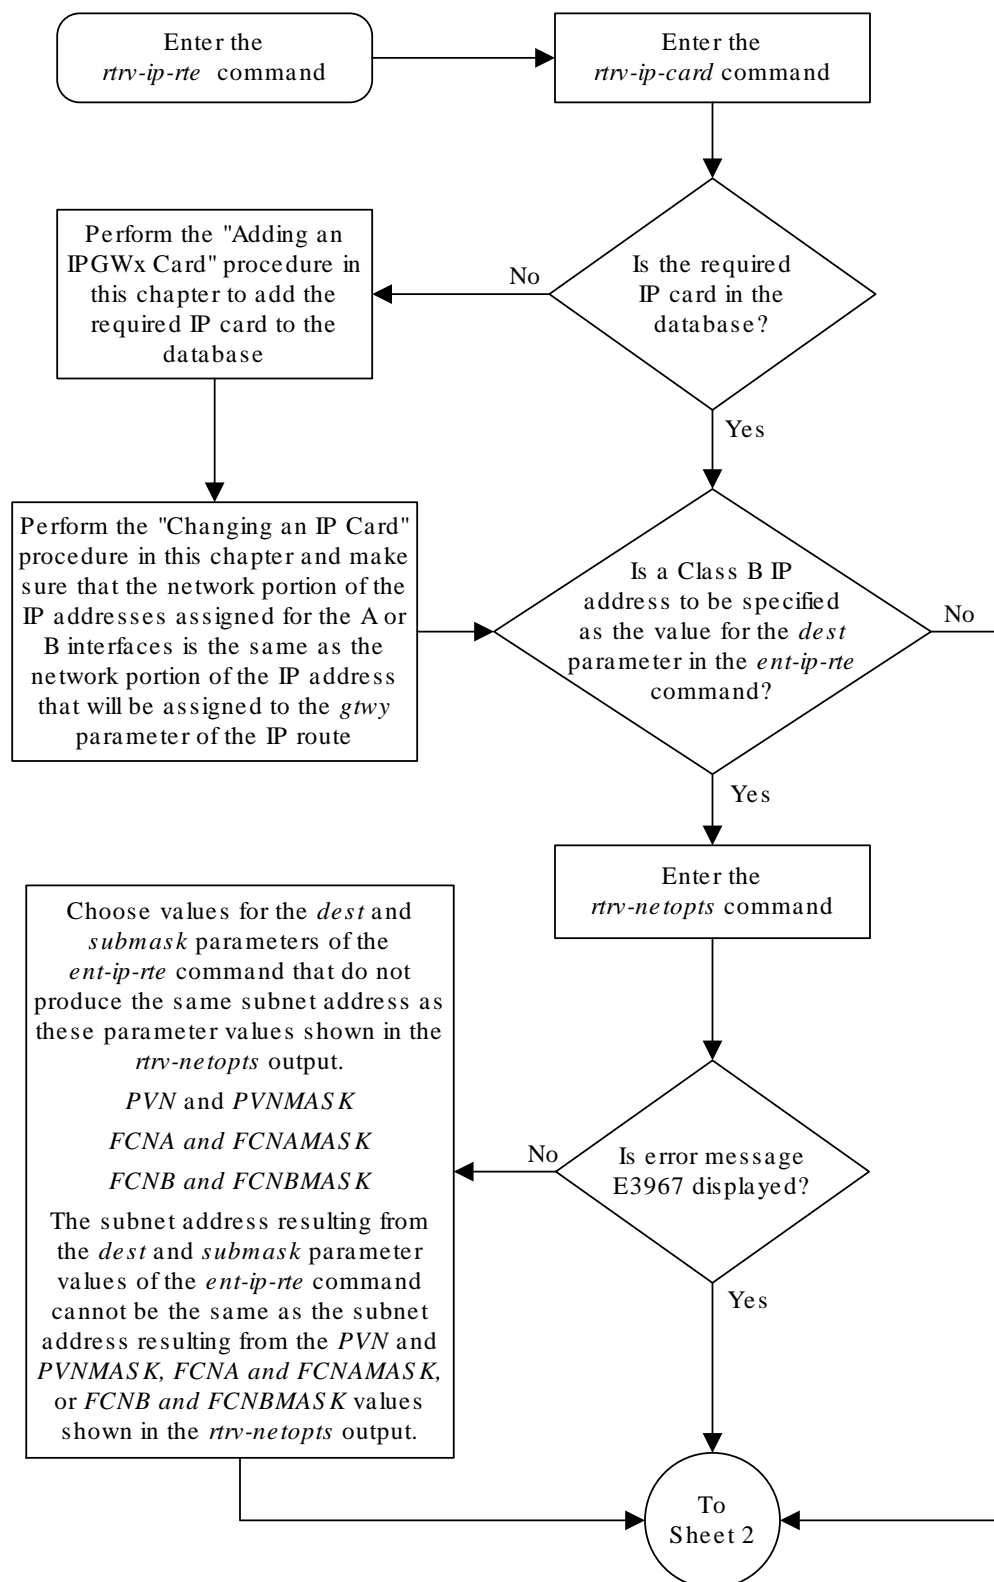 Enter the
rtrv-ip-rte command
Enter the
rtrv-ip-card command
Is the required
IP card in the
database?
No
Yes
Perform the "Adding an
IPGWx Card" procedure in
this chapter to add the
required IP card to the
database
Perform the "Changing an IP Card"
procedure in this chapter and make
sure that the network portion of the
IP addresses assigned for the A or
B interfaces is the same as the
network portion of the IP address
that will be assigned to the gtwy
parameter of the IP route
Is a Class B IP
address to be specified
as the value for the dest
parameter in the ent-ip-rte
command?
No
Yes
Enter the
rtrv-netopts command
Is error message
E3967 displayed?
No
Yes
Choose values for the dest and
submask parameters of the
ent-ip-rte command that do not
produce the same subnet address as
these parameter values shown in the
rtrv-netopts output.
PVN and PVNMASK
FCNA and FCNAMASK
FCNB and FCNBMASK
The subnet address resulting from
the dest and submask parameter
values of the ent-ip-rte command
cannot be the same as the subnet
address resulting from the PVN and
PVNMASK, FCNA and FCNAMASK,
or FCNB and FCNBMASK values
shown in the rtrv-netopts output.
To
Sheet 2